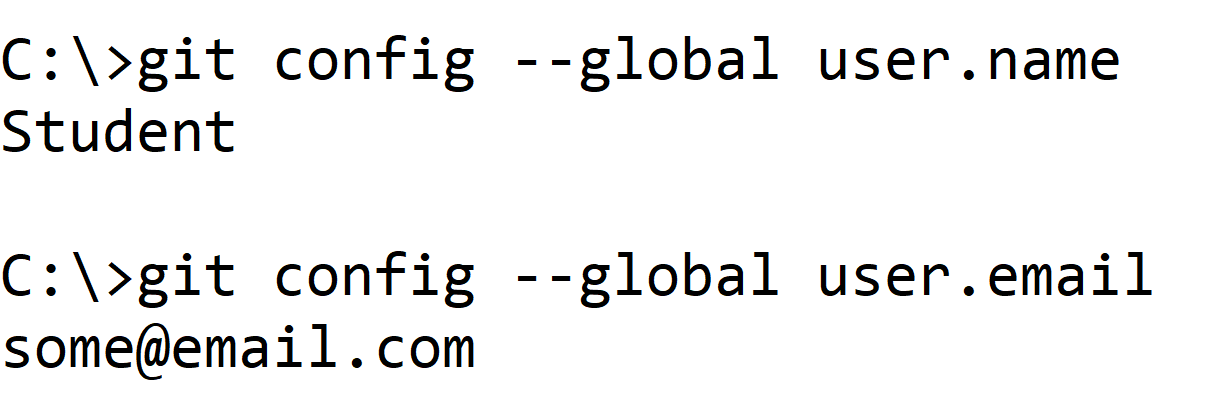 C:\>git config --global user.name
Student
C:\>git config --global user.email
some@email.com